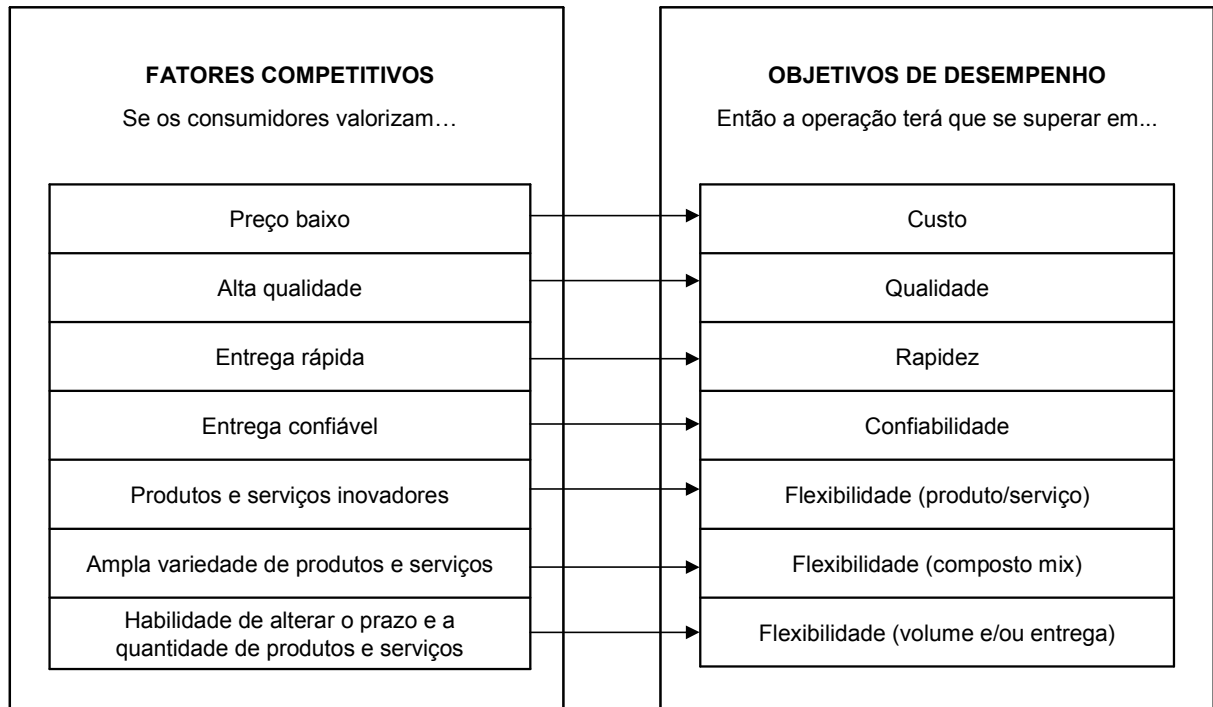 FATORES COMPETITIVOS
Se os consumidores valorizam…
Preço baixo
Alta qualidade
Entrega rápida
Entrega confiável
Produtos e serviços inovadores
Ampla variedade de produtos e serviços
Habilidade de alterar o prazo e a
quantidade de produtos e serviços
OBJETIVOS DE DESEMPENHO
Então a operação terá que se superar em...
Custo
Qualidade
Rapidez
Confiabilidade
Flexibilidade (produto/serviço)
Flexibilidade (composto mix)
Flexibilidade (volume e/ou entrega)